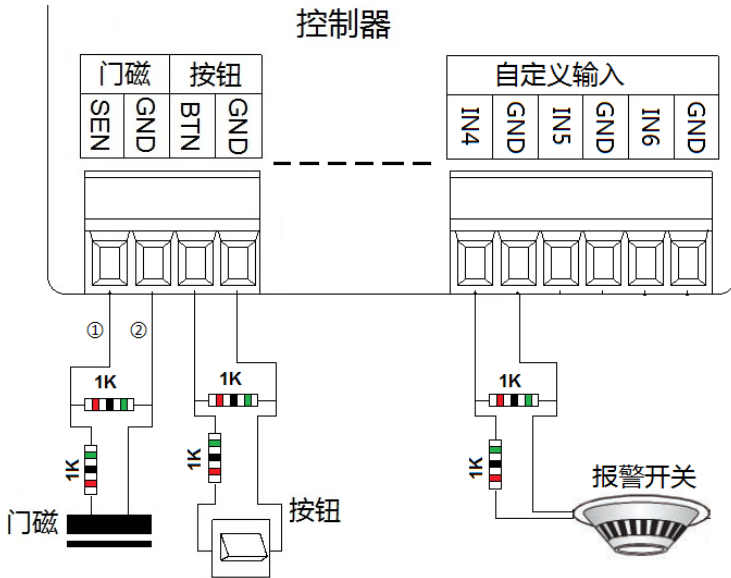 控制器
门磁 按钮 自定义输入
SEN GND BTN GND IN4 GND IN5 GND IN6 GND
① ②
1K 1K 1K
1K 1K 1K
门磁 按钮 报警开关